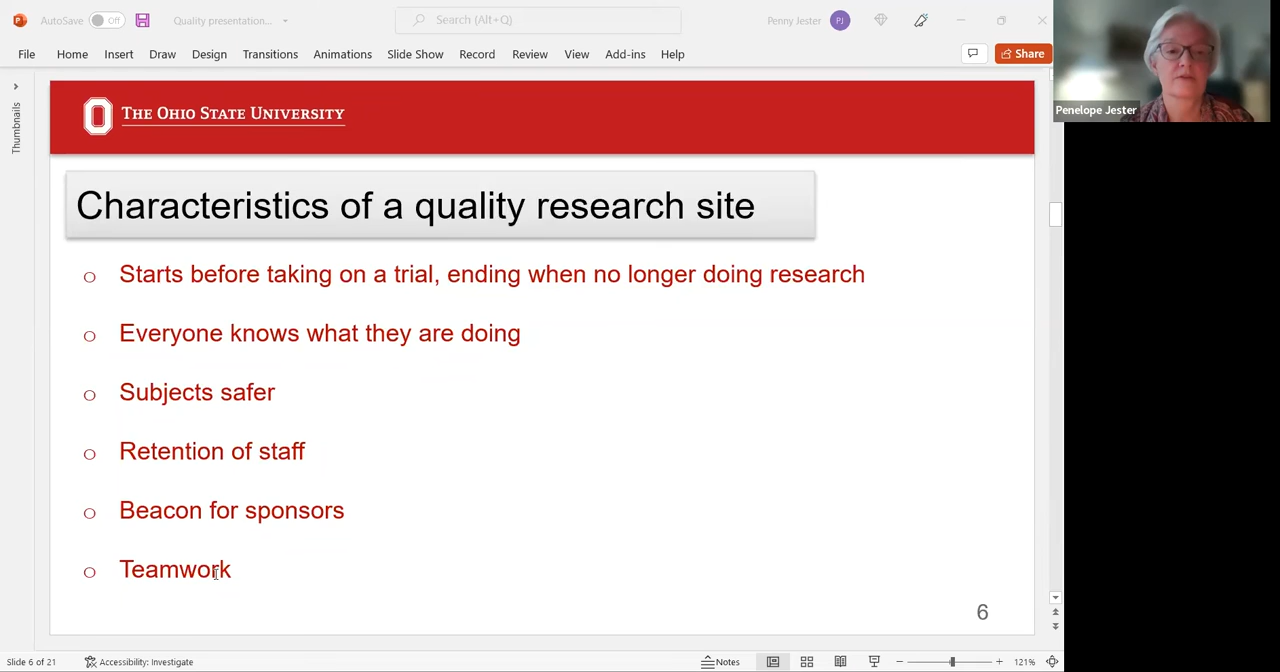 AutoSave Off Quality presentation... Search (Alt+Q) Penny Jester PJ
File Home Insert Draw Design Transitions Animations Slide Show Record Review View Add-ins Help Share
Penelope Jester
Thumbnails
THE OHIO STATE UNIVERSITY
Characteristics of a quality research site
Starts before taking on a trial, ending when no longer doing research
Everyone knows what they are doing
Subjects safer
Retention of staff
Beacon for sponsors
Teamwork
6
Slide 6 of 21 Accessibility: Investigate Notes 121%